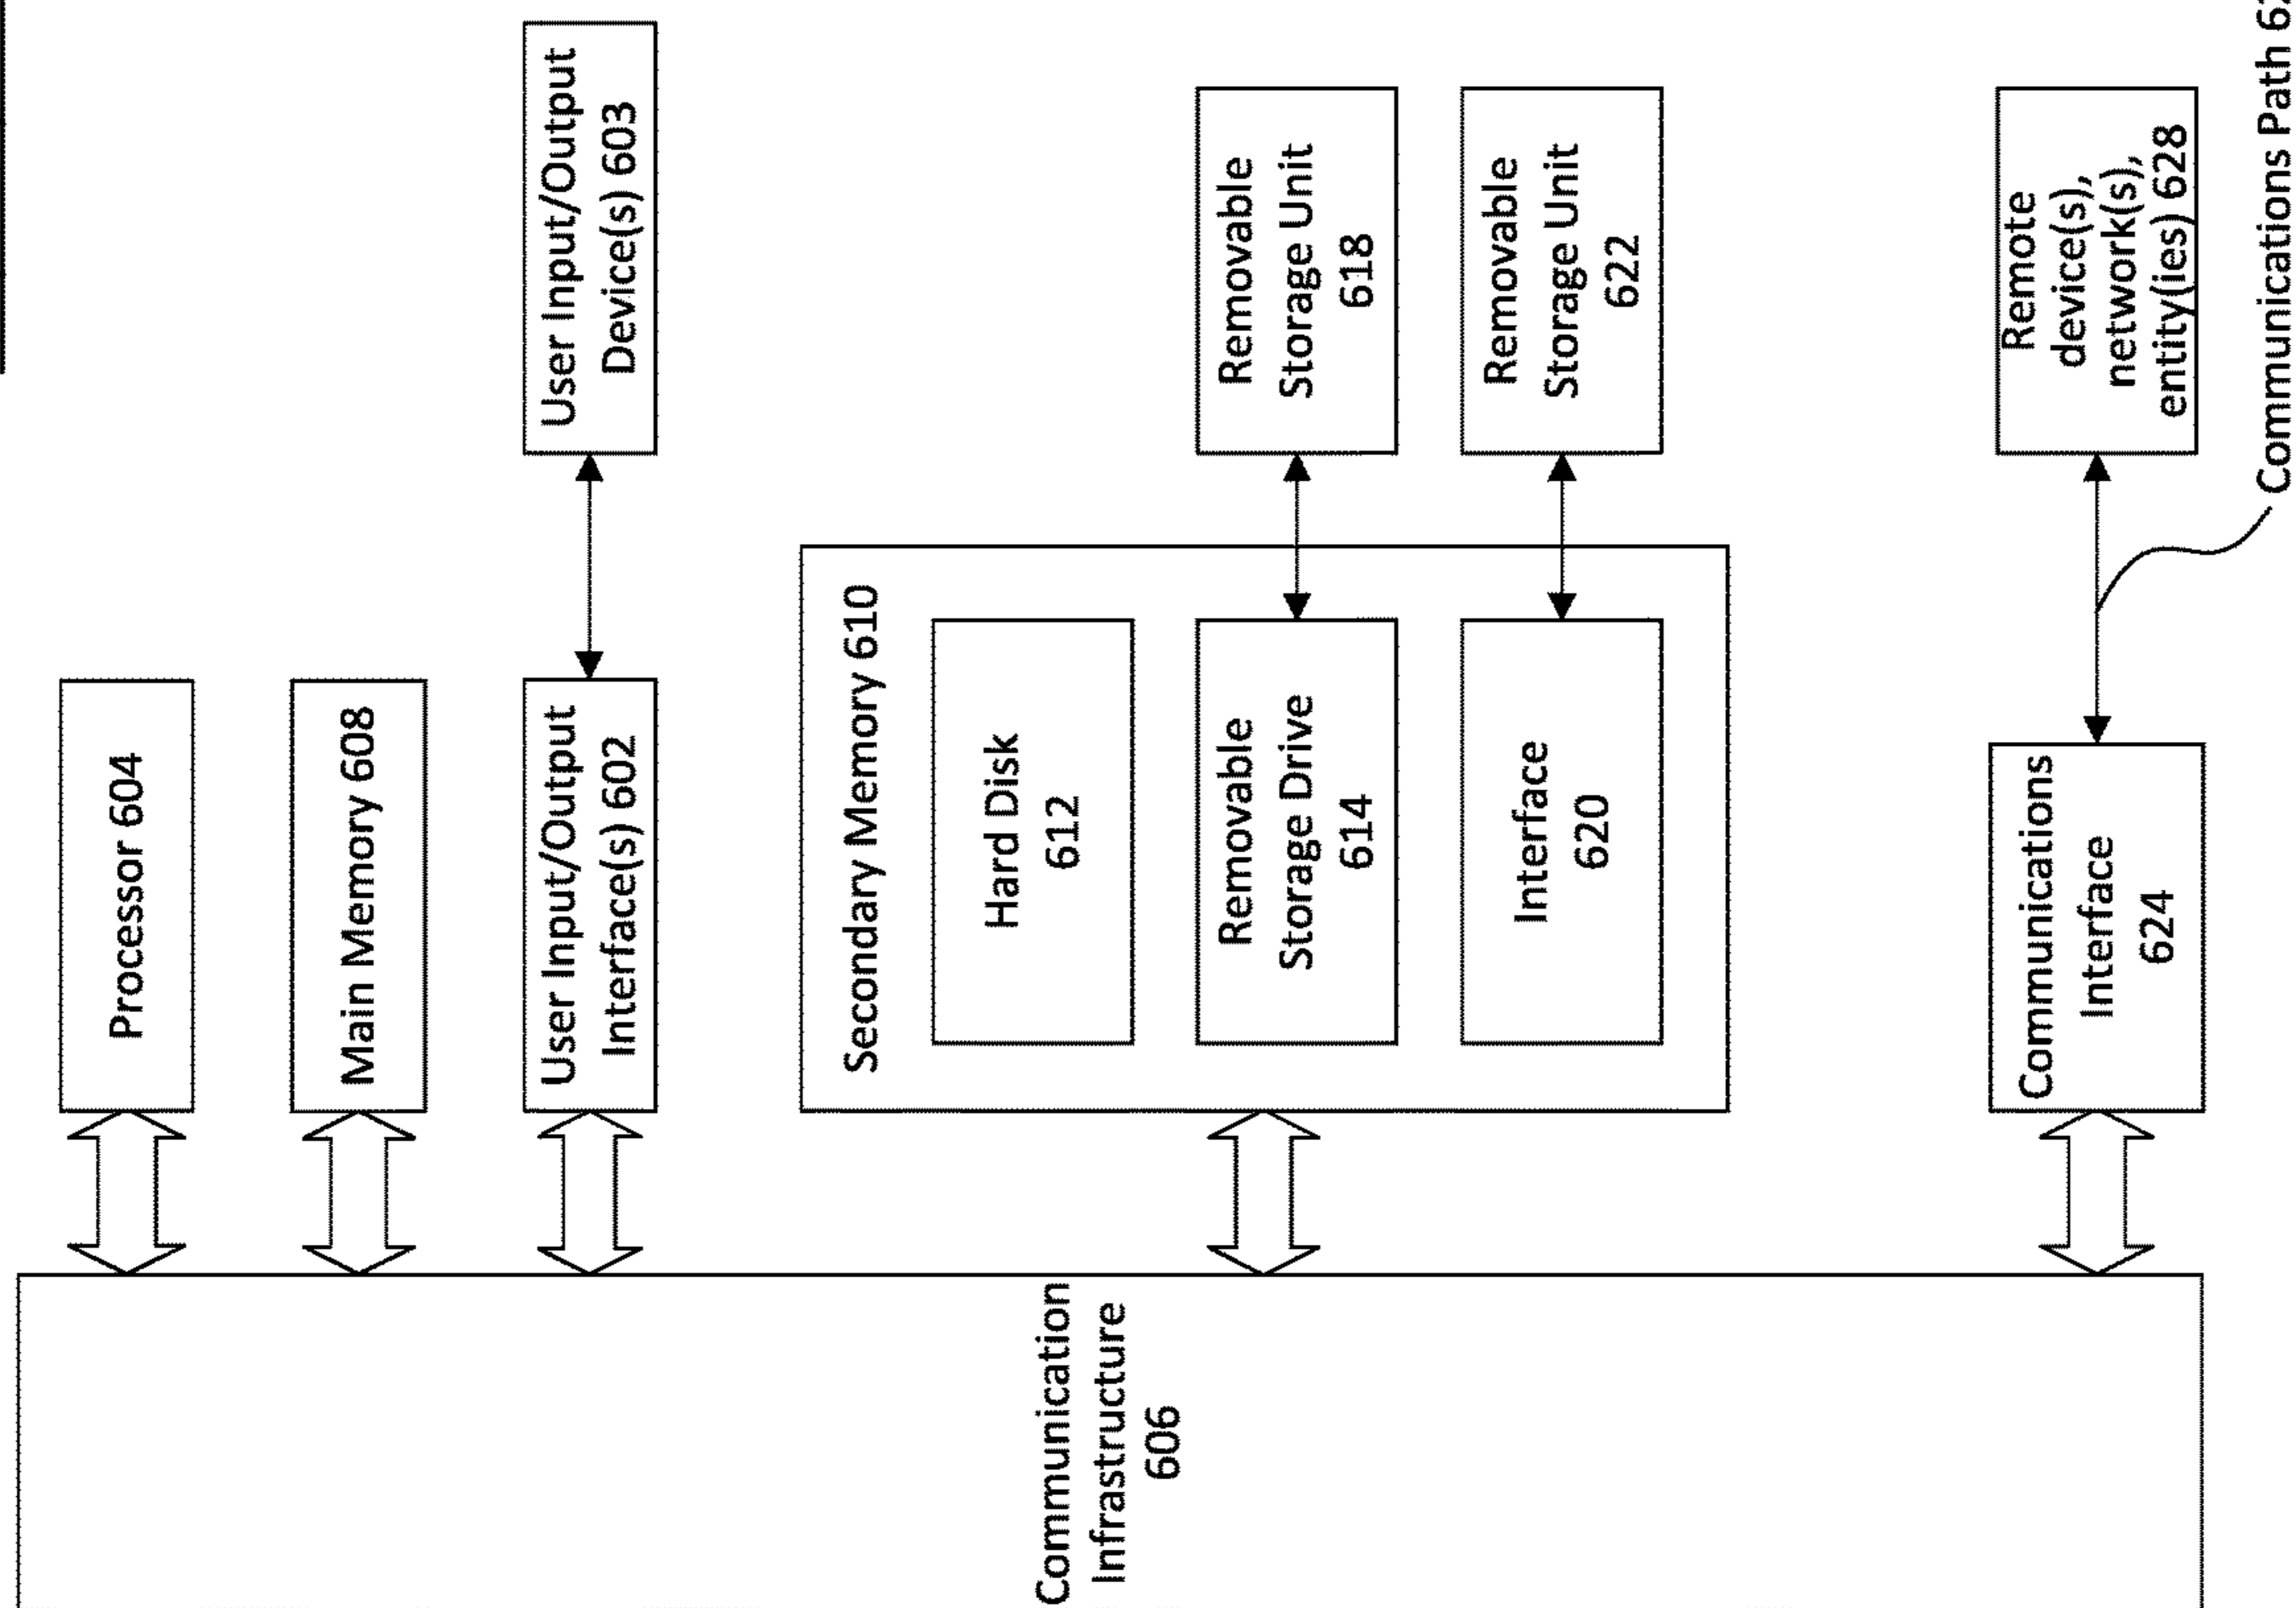 Processor 604
Main Memory 608
User Input/Output
Interface(s) 602
User Input/Output
Device(s) 603
Communication
Infrastructure
606
Secondary Memory 610
Hard Disk
612
Removable
Storage Drive
614
Removable
Storage Unit
618
Interface
620
Removable
Storage Unit
622
Communications
Interface
624
Remote
device(s),
network(s),
entity(ies) 628
Communications Path